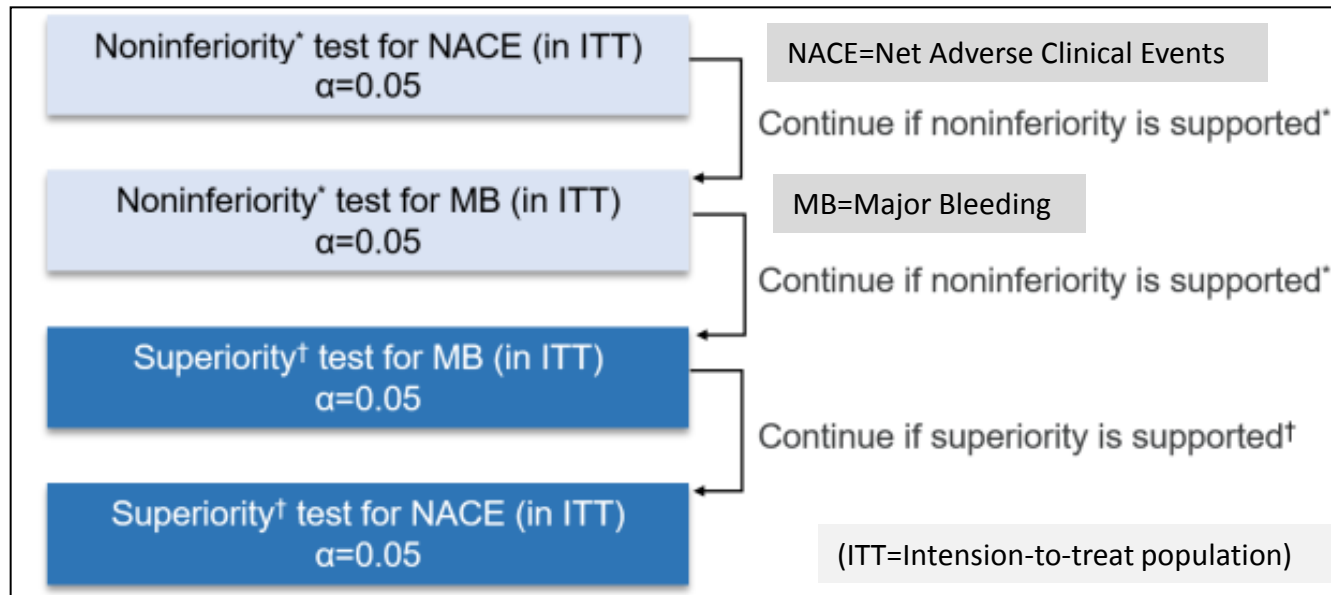 Noninferiority* test for NACE (in ITT)
α=0.05
NACE=Net Adverse Clinical Events
Continue if noninferiority is supported*
Noninferiority* test for MB (in ITT)
α=0.05
MB=Major Bleeding
Continue if noninferiority is supported*
Superiority† test for MB (in ITT)
α=0.05
Continue if superiority is supported†
Superiority† test for NACE (in ITT)
α=0.05
(ITT=Intension-to-treat population)